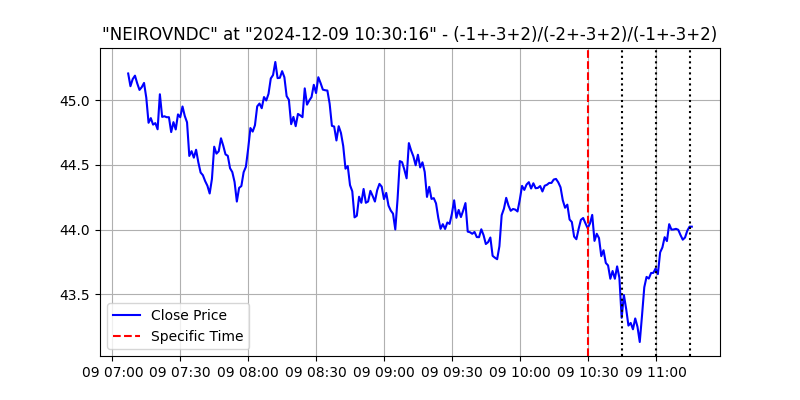 "NEIROVNDC" at "2024-12-09 10:30:16" - (-1+-3+2)/(-2+-3+2)/(-1+-3+2)
45.0
44.5
44.0
43.5
Close Price
Specific Time
09 07:00 09 07:30 09 08:00 09 08:30 09 09:00 09 09:30 09 10:00 09 10:30 09 11:00